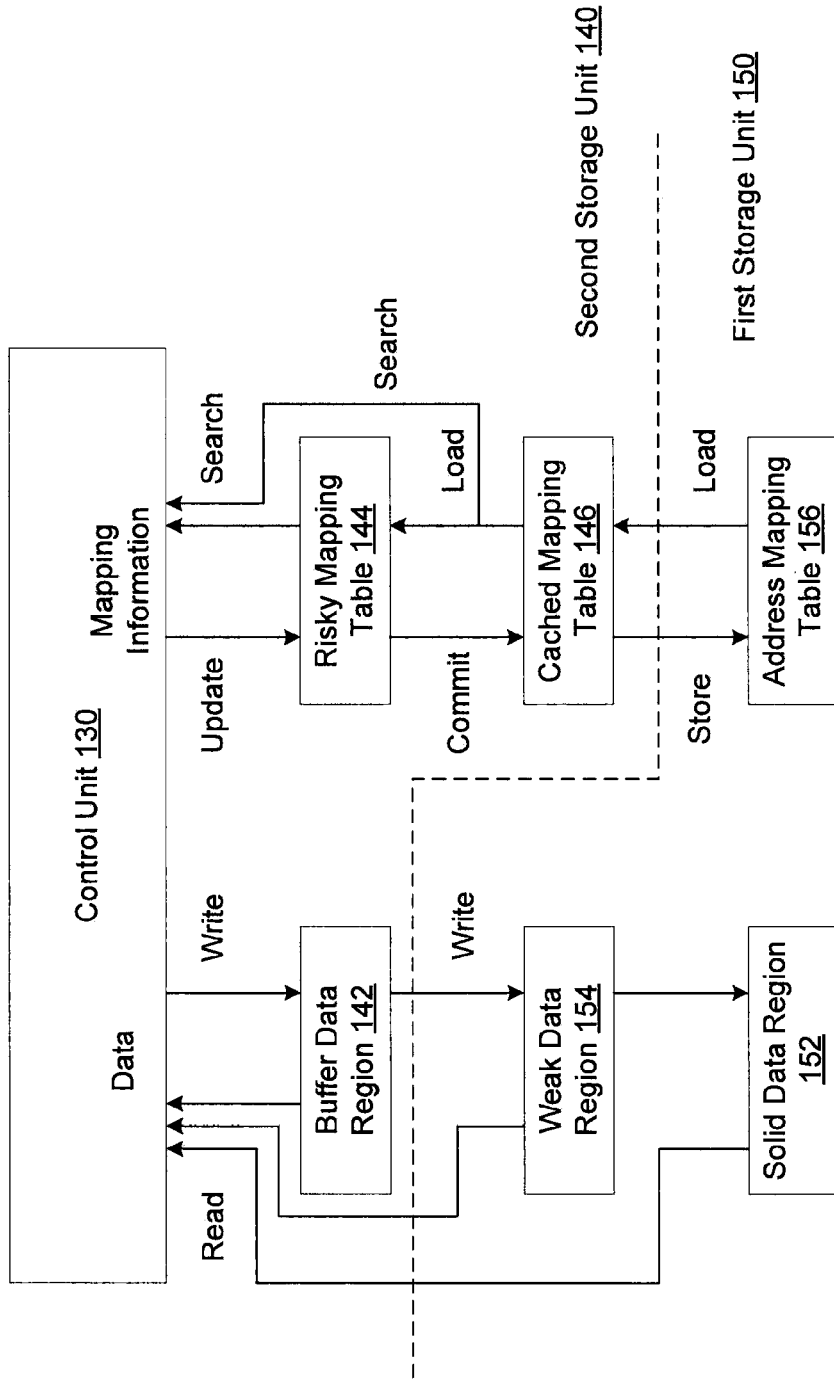 Control Unit 130
Data
Mapping
Information
Read
Write
Update
Search
Search
Buffer Data
Region 142
Risky Mapping
Table 144
Write
Commit
Load
Weak Data
Region 154
Cached Mapping
Table 146
Second Storage Unit 140
Store
Load
First Storage Unit 150
Solid Data Region
152
Address Mapping
Table 156